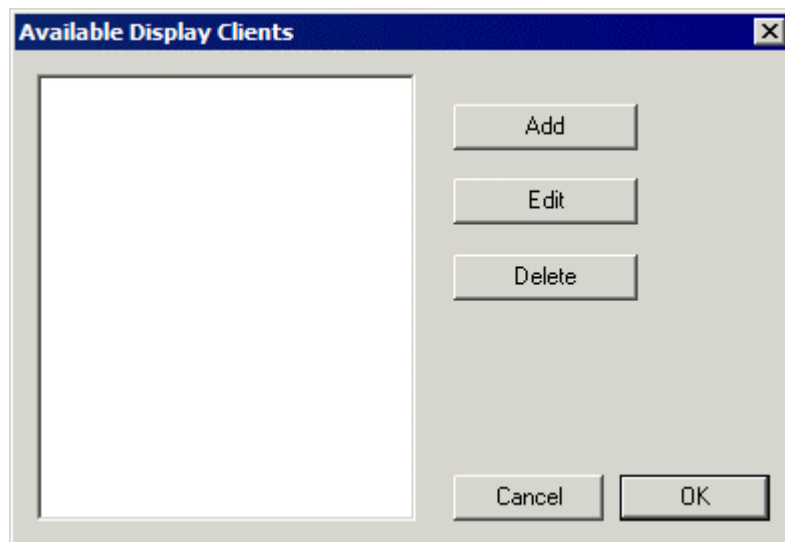 Available Display Clients
Add
Edit
Delete
Cancel
OK